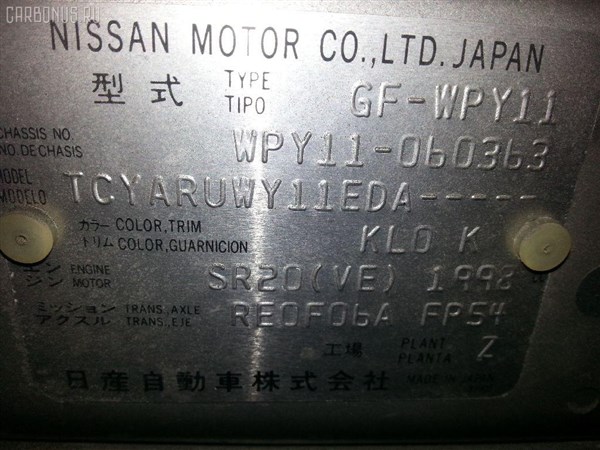 CARBONUS.RU
NISSAN MOTOR CO.,LTD. JAPAN
型式 TYPE TIPO GF-WPY11
CHASSIS NO.
NO.DECHASIS WPY11-060363
MODEL
MODELO TCYARUWY11EDA-----
カラー COLOR,TRIM
トリム COLOR,GUARNICION KL0 K
エン ENGINE
ジン MOTOR SR20(VE) 1998
ミッション TRANS.,AXLE
アクスル TRANS.,EJE RE0F06A FP54
工場 PLANT PLANTA Z
日産自動車株式会社 MADE IN JAPAN